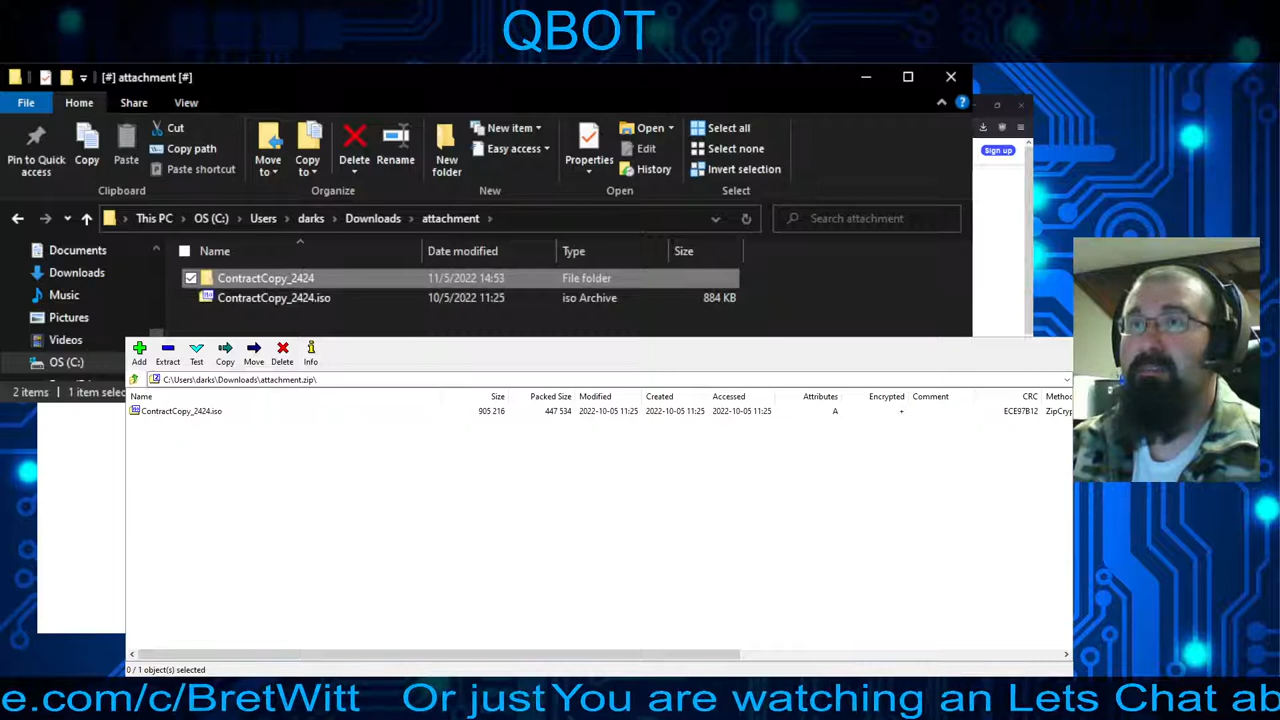 QBOT
[#] attachment [#]
File Home Share View
Pin to Quick access
Copy
Paste
Cut
Copy path
Paste shortcut
Clipboard
Move to
Copy to
Delete
Rename
Organize
New folder
New item
Easy access
New
Properties
Open
Edit
History
Open
Select all
Select none
Invert selection
Select
Sign up
This PC OS (C:) Users darks Downloads attachment
Search attachment
Documents
Downloads
Music
Pictures
Videos
OS (C:)
Name Date modified Type Size
ContractCopy_2424 11/5/2022 14:53 File folder
ContractCopy_2424.iso 10/5/2022 11:25 iso Archive 884 KB
2 items 1 item selec
Add Extract Test Copy Move Delete Info
C:\Users\darks\Downloads\attachment.zip\
Name Size Packed Size Modified Created Accessed Attributes Encrypted Comment CRC Metho
ContractCopy_2424.iso 905 216 447 534 2022-10-05 11:25 2022-10-05 11:25 2022-10-05 11:25 A + ECE97B12 ZipCryp
0 / 1 object(s) selected
e.com/c/BretWitt Or just You are watching an Lets Chat ab